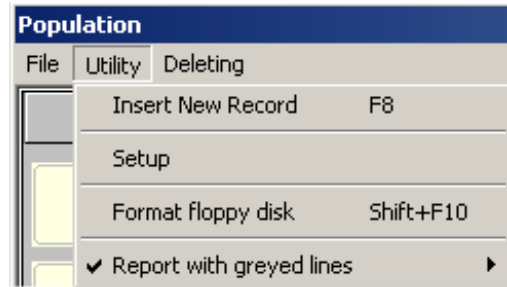 Population
File Utility Deleting
Insert New Record F8
Setup
Format floppy disk Shift+F10
Report with greyed lines